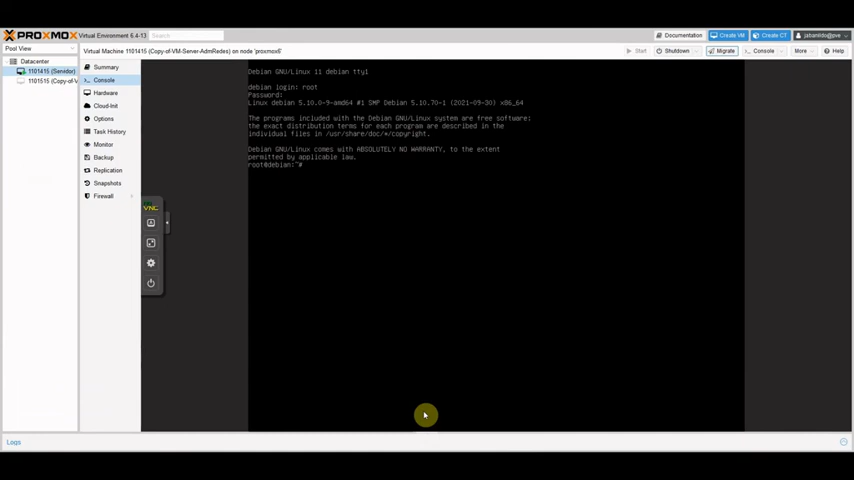 PROXMOX Virtual Environment 6.4-13 Search Documentation Create VM Create CT
Pool View Virtual Machine 1101415 (Copy-of-VM-Server-AdmRedes) on node 'proxmox6' Start Shutdown Migrate Console More Help
Datacenter
1101415 (Servidor)
1101515 (Copy-of-V
Summary
Console
Hardware
Cloud-Init
Options
Task History
Monitor
Backup
Replication
Snapshots
Firewall
VNC
A
Debian GNU/Linux 11 debian tty1
debian login: root
Password:
Linux debian 5.10.0-9-amd64 #1 SMP Debian 5.10.70-1 (2021-09-30) x86_64
The programs included with the Debian GNU/Linux system are free software;
the exact distribution terms for each program are described in the
individual files in /usr/share/doc/*/copyright.
Debian GNU/Linux comes with ABSOLUTELY NO WARRANTY, to the extent
permitted by applicable law.
root@debian:~#
Logs